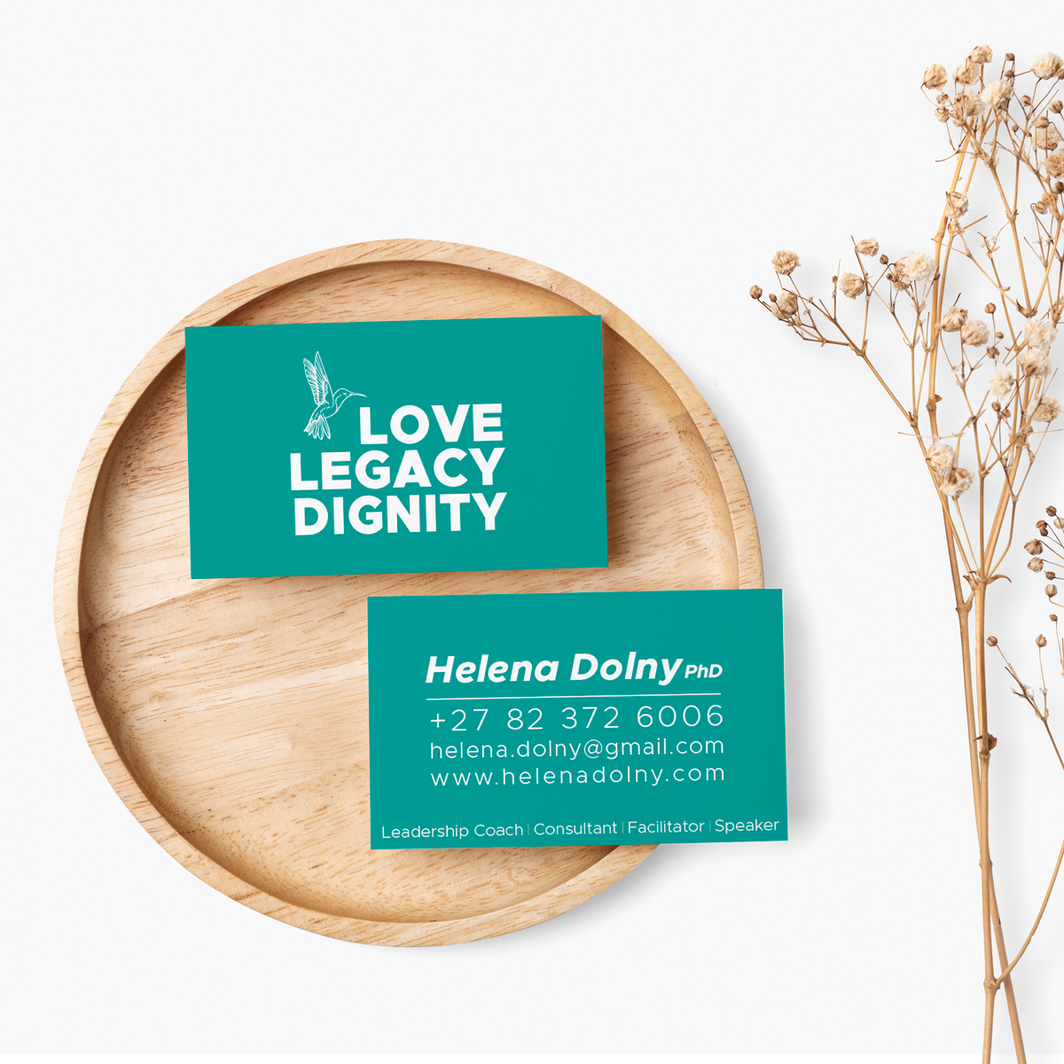 LOVE
LEGACY
DIGNITY
Helena Dolny PhD
+27 82 372 6006
helena.dolny@gmail.com
www.helenadolny.com
Leadership Coach | Consultant | Facilitator | Speaker